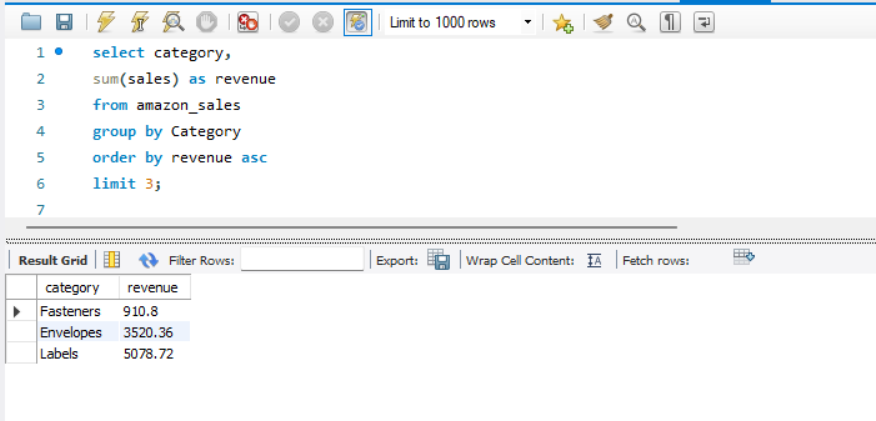 Limit to 1000 rows
1 select category,
2 sum(sales) as revenue
3 from amazon_sales
4 group by Category
5 order by revenue asc
6 limit 3;
7
Result Grid Filter Rows: Export: Wrap Cell Content: IA Fetch rows:
category revenue
Fasteners 910.8
Envelopes 3520.36
Labels 5078.72